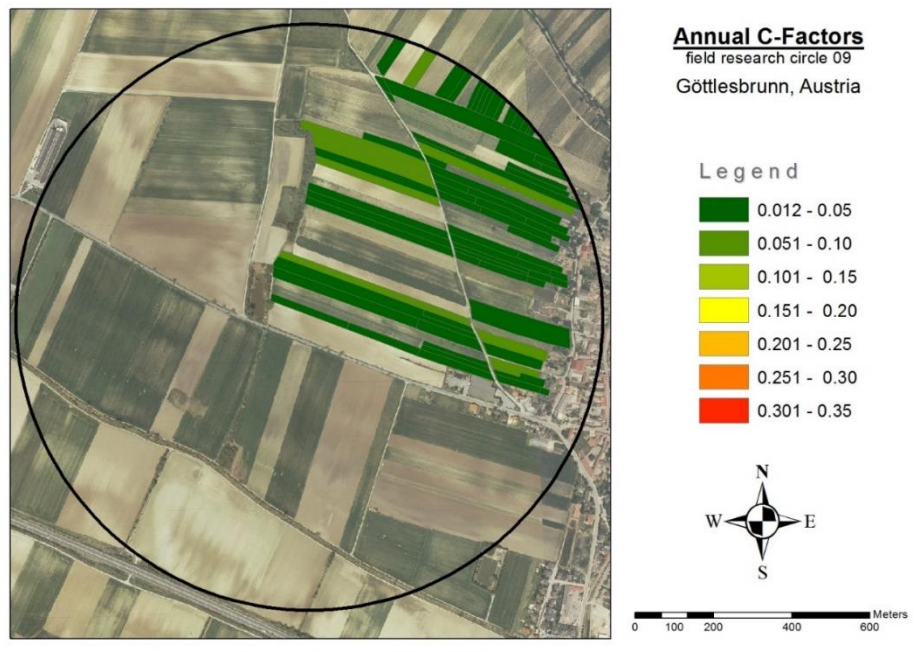 Annual C-Factors
field research circle 09
Göttlesbrunn, Austria
Legend
0.012 - 0.05
0.051 - 0.10
0.101 - 0.15
0.151 - 0.20
0.201 - 0.25
0.251 - 0.30
0.301 - 0.35
N
W E
S
Meters
0 100 200 400 600